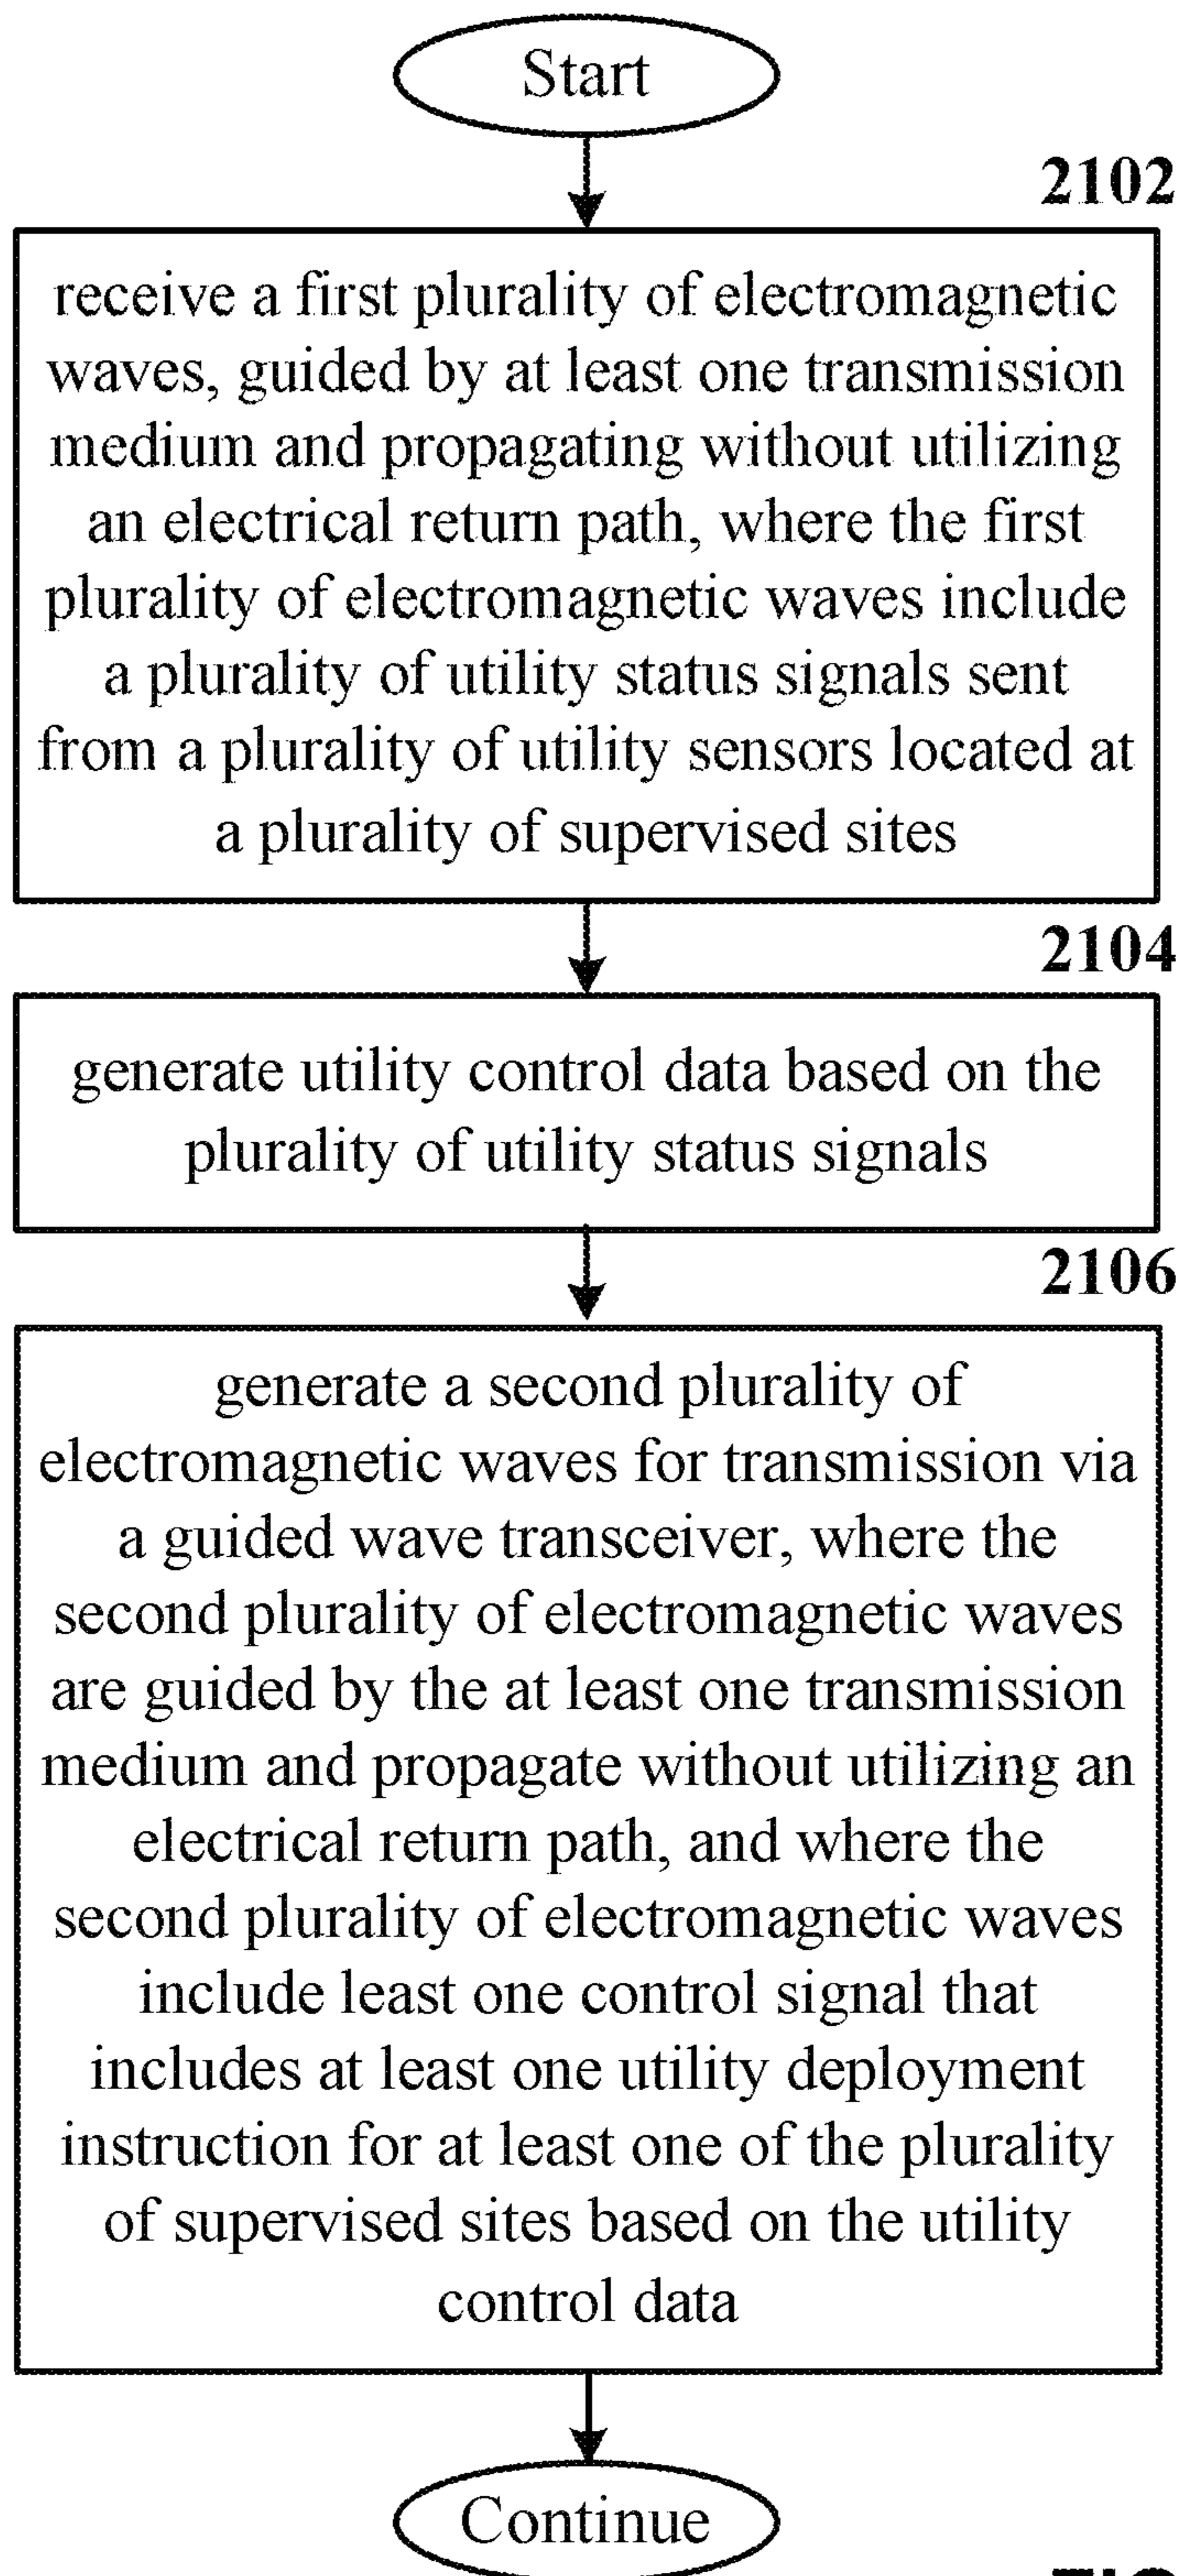 Start
2102
receive a first plurality of electromagnetic
waves, guided by at least one transmission
medium and propagating without utilizing
an electrical return path, where the first
plurality of electromagnetic waves include
a plurality of utility status signals sent
from a plurality of utility sensors located at
a plurality of supervised sites
2104
generate utility control data based on the
plurality of utility status signals
2106
generate a second plurality of
electromagnetic waves for transmission via
a guided wave transceiver, where the
second plurality of electromagnetic waves
are guided by the at least one transmission
medium and propagate without utilizing an
electrical return path, and where the
second plurality of electromagnetic waves
include least one control signal that
includes at least one utility deployment
instruction for at least one of the plurality
of supervised sites based on the utility
control data
Continue